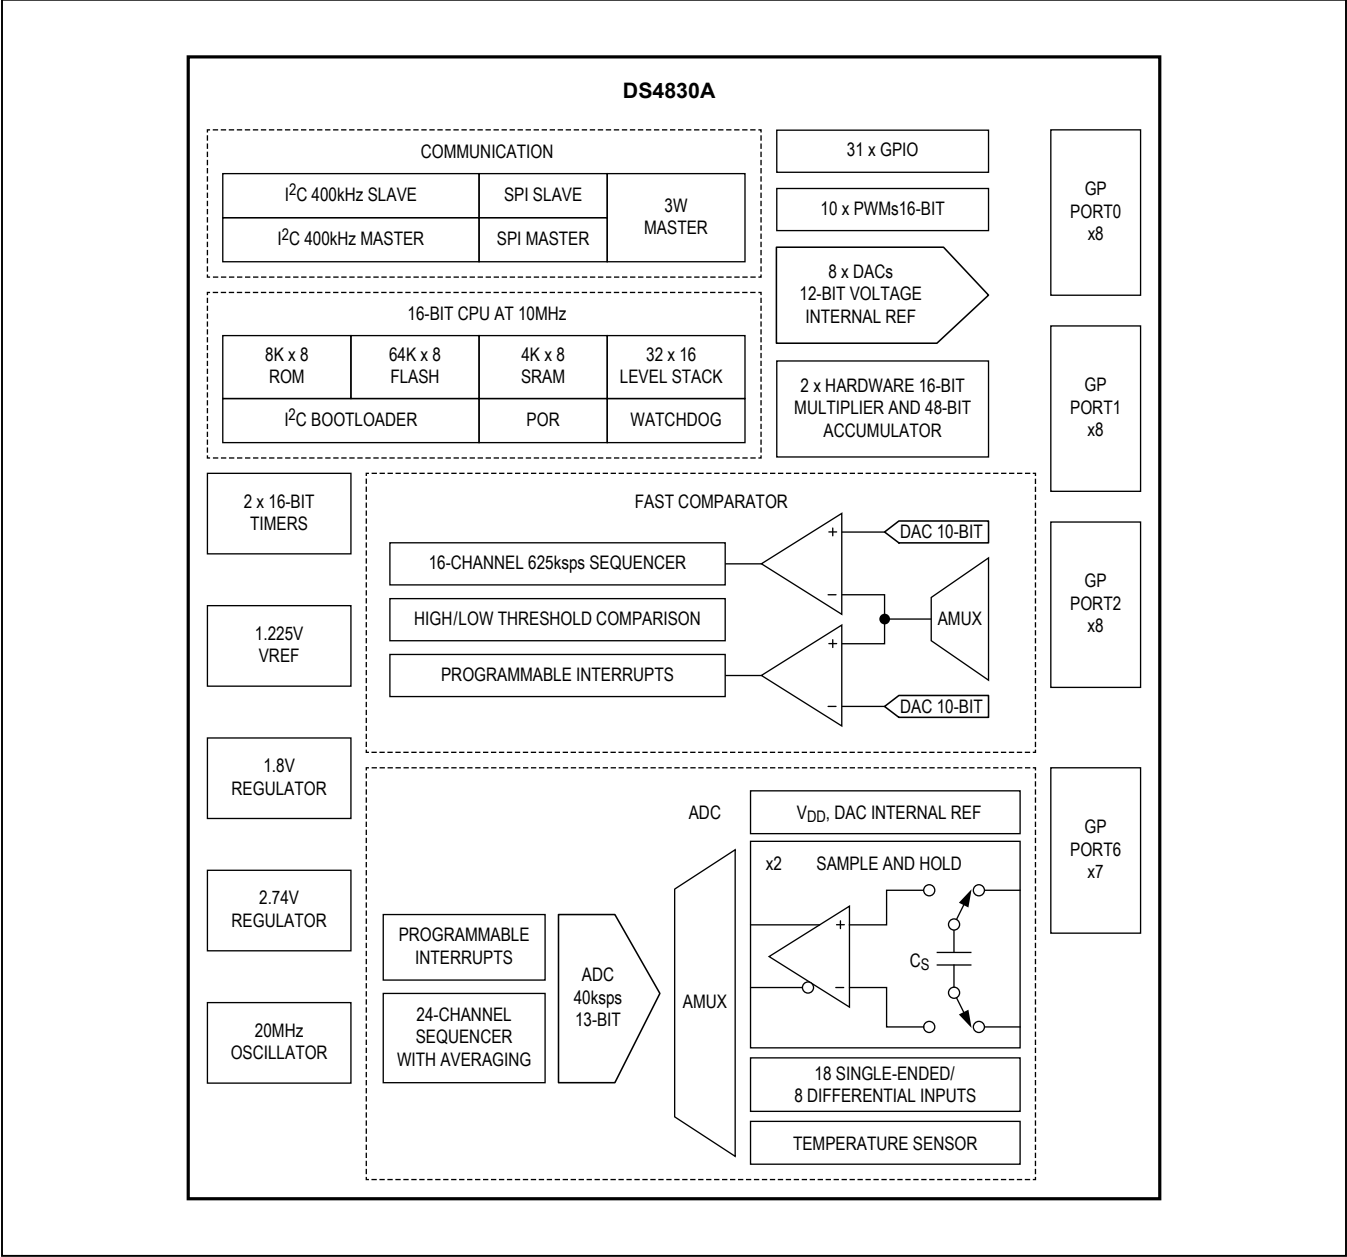 DS4830A
COMMUNICATION
I2C 400kHz SLAVE
SPI SLAVE
3W
MASTER
I2C 400kHz MASTER
SPI MASTER
31 x GPIO
10 x PWMs16-BIT
8 x DACs
12-BIT VOLTAGE
INTERNAL REF
2 x HARDWARE 16-BIT
MULTIPLIER AND 48-BIT
ACCUMULATOR
GP
PORT0
x8
GP
PORT1
x8
GP
PORT2
x8
GP
PORT6
x7
16-BIT CPU AT 10MHz
8K x 8
ROM
64K x 8
FLASH
4K x 8
SRAM
32 x 16
LEVEL STACK
I2C BOOTLOADER
POR
WATCHDOG
2 x 16-BIT
TIMERS
1.225V
VREF
1.8V
REGULATOR
2.74V
REGULATOR
20MHz
OSCILLATOR
FAST COMPARATOR
16-CHANNEL 625ksps SEQUENCER
HIGH/LOW THRESHOLD COMPARISON
PROGRAMMABLE INTERRUPTS
+
−
+
−
DAC 10-BIT
AMUX
DAC 10-BIT
ADC
VDD, DAC INTERNAL REF
x2 SAMPLE AND HOLD
+
−
CS
PROGRAMMABLE
INTERRUPTS
24-CHANNEL
SEQUENCER
WITH AVERAGING
ADC
40ksps
13-BIT
AMUX
18 SINGLE-ENDED/
8 DIFFERENTIAL INPUTS
TEMPERATURE SENSOR